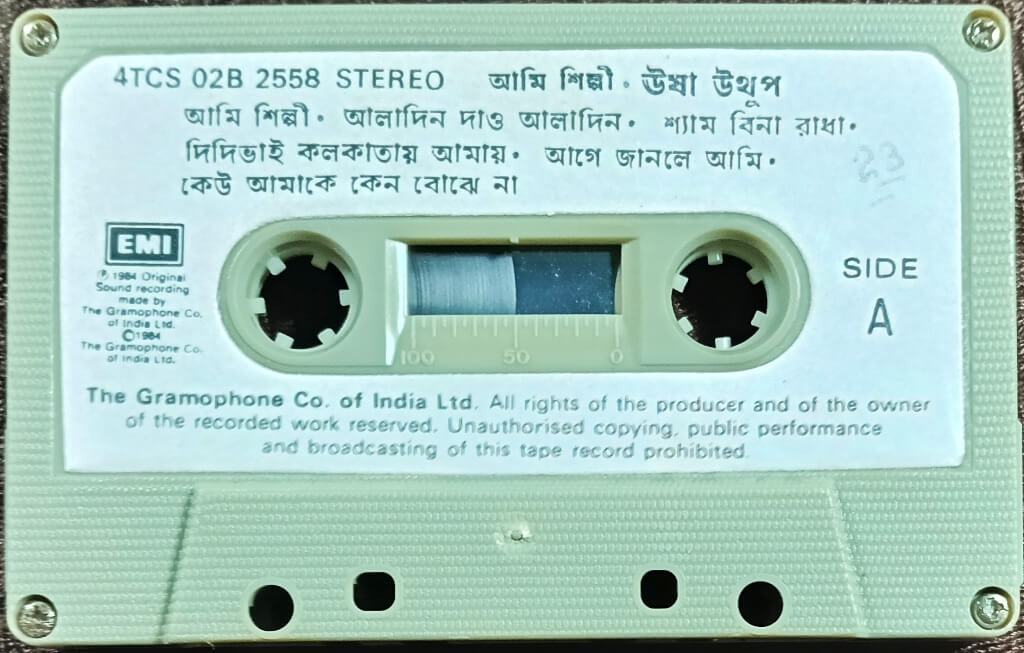 4TCS 02B 2558 STEREO আমি শিল্পী · উষা উত্থুপ
আমি শিল্পী · আলাদিন দাও আলাদিন · শ্যাম বিনা রাধা ·
দিদিভাই কলকাতায় আমায় · আগে জানলে আমি ·
কেউ আমাকে কেন বোঝে না
23
EMI
Ⓟ 1984 Original
Sound recording
made by
The Gramophone Co.
of India Ltd.
©1984
The Gramophone Co.
of India Ltd.
100 50 0
SIDE
A
The Gramophone Co. of India Ltd. All rights of the producer and of the owner
of the recorded work reserved. Unauthorised copying, public performance
and broadcasting of this tape record prohibited.